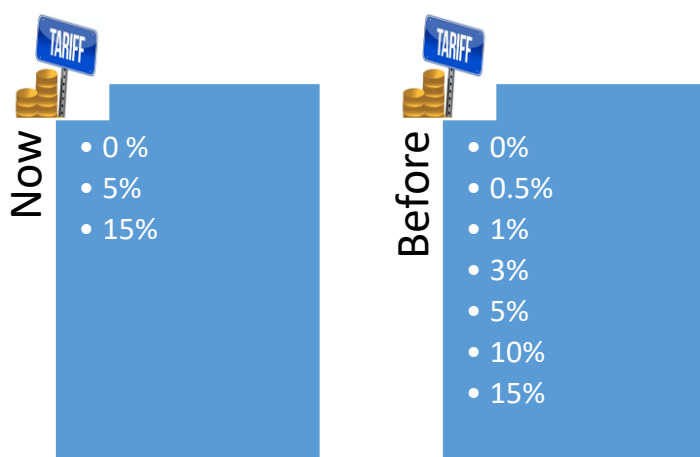 TARIFF
Now
• 0 %
• 5%
• 15%
TARIFF
Before
• 0%
• 0.5%
• 1%
• 3%
• 5%
• 10%
• 15%